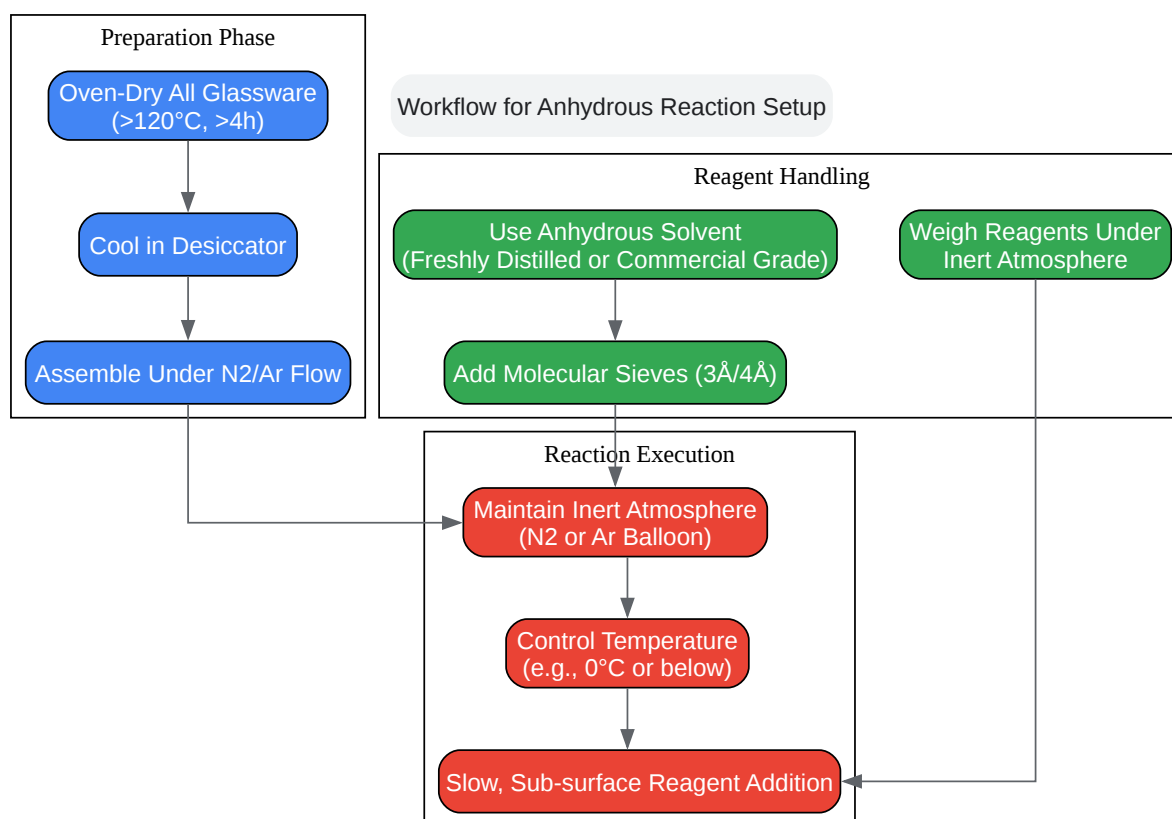 Preparation Phase
Oven-Dry All Glassware
(>120°C, >4h)
Cool in Desiccator
Assemble Under N2/Ar Flow
Workflow for Anhydrous Reaction Setup
Reagent Handling
Use Anhydrous Solvent
(Freshly Distilled or Commercial Grade)
Add Molecular Sieves (3Å/4Å)
Weigh Reagents Under
Inert Atmosphere
Reaction Execution
Maintain Inert Atmosphere
(N2 or Ar Balloon)
Control Temperature
(e.g., 0°C or below)
Slow, Sub-surface Reagent Addition